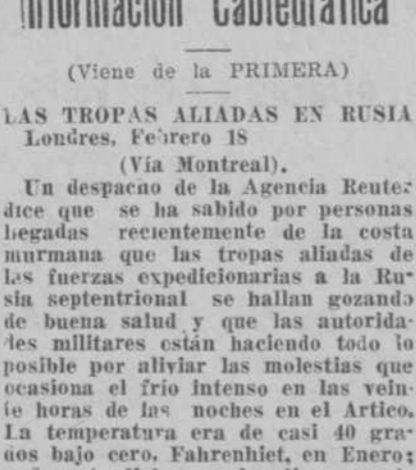 Información Cablegráfica
(Viene de la PRIMERA)
LAS TROPAS ALIADAS EN RUSIA
Londres, Febrero 18
(Vía Montreal).
Un despacho de la Agencia Reuter
dice que se ha sabido por personas
llegadas recientemente de la costa
murmana que las tropas aliadas de
las fuerzas expedicionarias a la Ru-
sia septentrional se hallan gozando
de buena salud y que las autorida-
des militares están haciendo todo lo
posible por aliviar las molestias que
ocasiona el frío intenso en las vein-
te horas de las noches en el Artico.
La temperatura era de casi 40 gra-
dos bajo cero, Fahrenhiet, en Enero;